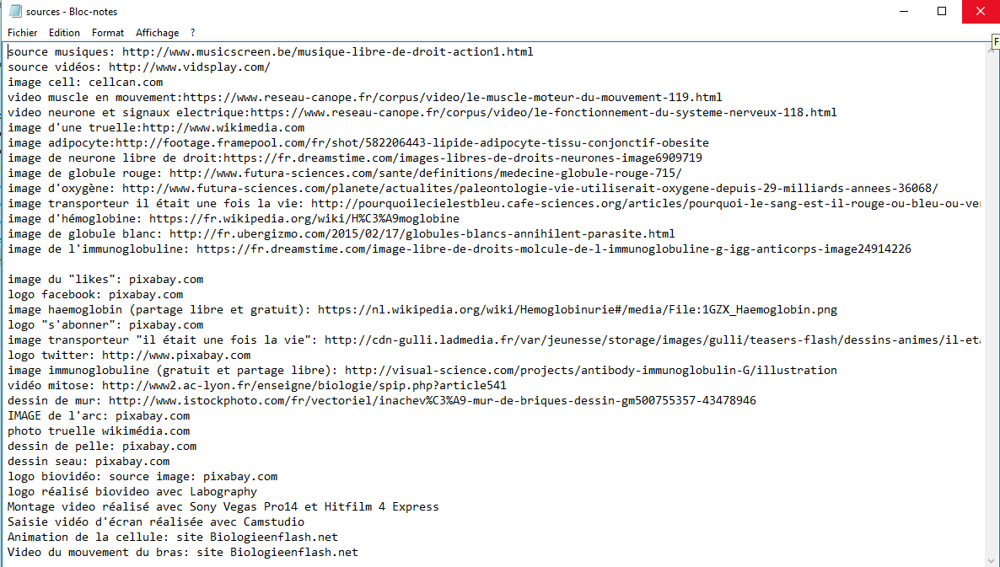 sources - Bloc-notes
Fichier Edition Format Affichage ?
source musiques: http://www.musicscreen.be/musique-libre-de-droit-action1.html
source vidéos: http://www.vidsplay.com/
image cell: cellcan.com
video muscle en mouvement:https://www.reseau-canope.fr/corpus/video/le-muscle-moteur-du-mouvement-119.html
video neurone et signaux electrique:https://www.reseau-canope.fr/corpus/video/le-fonctionnement-du-systeme-nerveux-118.html
image d'une truelle:http://www.wikimedia.com
image adipocyte:http://footage.framepool.com/fr/shot/582206443-lipide-adipocyte-tissu-conjonctif-obesite
image de neurone libre de droit:https://fr.dreamstime.com/images-libres-de-droits-neurones-image6909719
image de globule rouge: http://www.futura-sciences.com/sante/definitions/medecine-globule-rouge-715/
image d'oxygène: http://www.futura-sciences.com/planete/actualites/paleontologie-vie-utiliserait-oxygene-depuis-29-milliards-annees-36068/
image transporteur il était une fois la vie: http://pourquoilecielestbleu.cafe-sciences.org/articles/pourquoi-le-sang-est-il-rouge-ou-bleu-ou-ver
image d'hémoglobine: https://fr.wikipedia.org/wiki/H%C3%A9moglobine
image de globule blanc: http://fr.ubergizmo.com/2015/02/17/globules-blancs-annihilent-parasite.html
image de l'immunoglobuline: https://fr.dreamstime.com/image-libre-de-droits-molcule-de-l-immunoglobuline-g-igg-anticorps-image24914226
image du "likes": pixabay.com
logo facebook: pixabay.com
image haemoglobin (partage libre et gratuit): https://nl.wikipedia.org/wiki/Hemoglobinurie#/media/File:1GZX_Haemoglobin.png
logo "s'abonner": pixabay.com
image transporteur "il était une fois la vie": http://cdn-gulli.ladmedia.fr/var/jeunesse/storage/images/gulli/teasers-flash/dessins-animes/il-eta
logo twitter: http://www.pixabay.com
image immunoglobuline (gratuit et partage libre): http://visual-science.com/projects/antibody-immunoglobulin-G/illustration
vidéo mitose: http://www2.ac-lyon.fr/enseigne/biologie/spip.php?article541
dessin de mur: http://www.istockphoto.com/fr/vectoriel/inachev%C3%A9-mur-de-briques-dessin-gm500755357-43478946
IMAGE de l'arc: pixabay.com
photo truelle wikimédia.com
dessin de pelle: pixabay.com
dessin seau: pixabay.com
logo biovidéo: source image: pixabay.com
logo réalisé biovideo avec Labography
Montage video réalisé avec Sony Vegas Pro14 et Hitfilm 4 Express
Saisie vidéo d'écran réalisée avec Camstudio
Animation de la cellule: site Biologieenflash.net
Video du mouvement du bras: site Biologieenflash.net